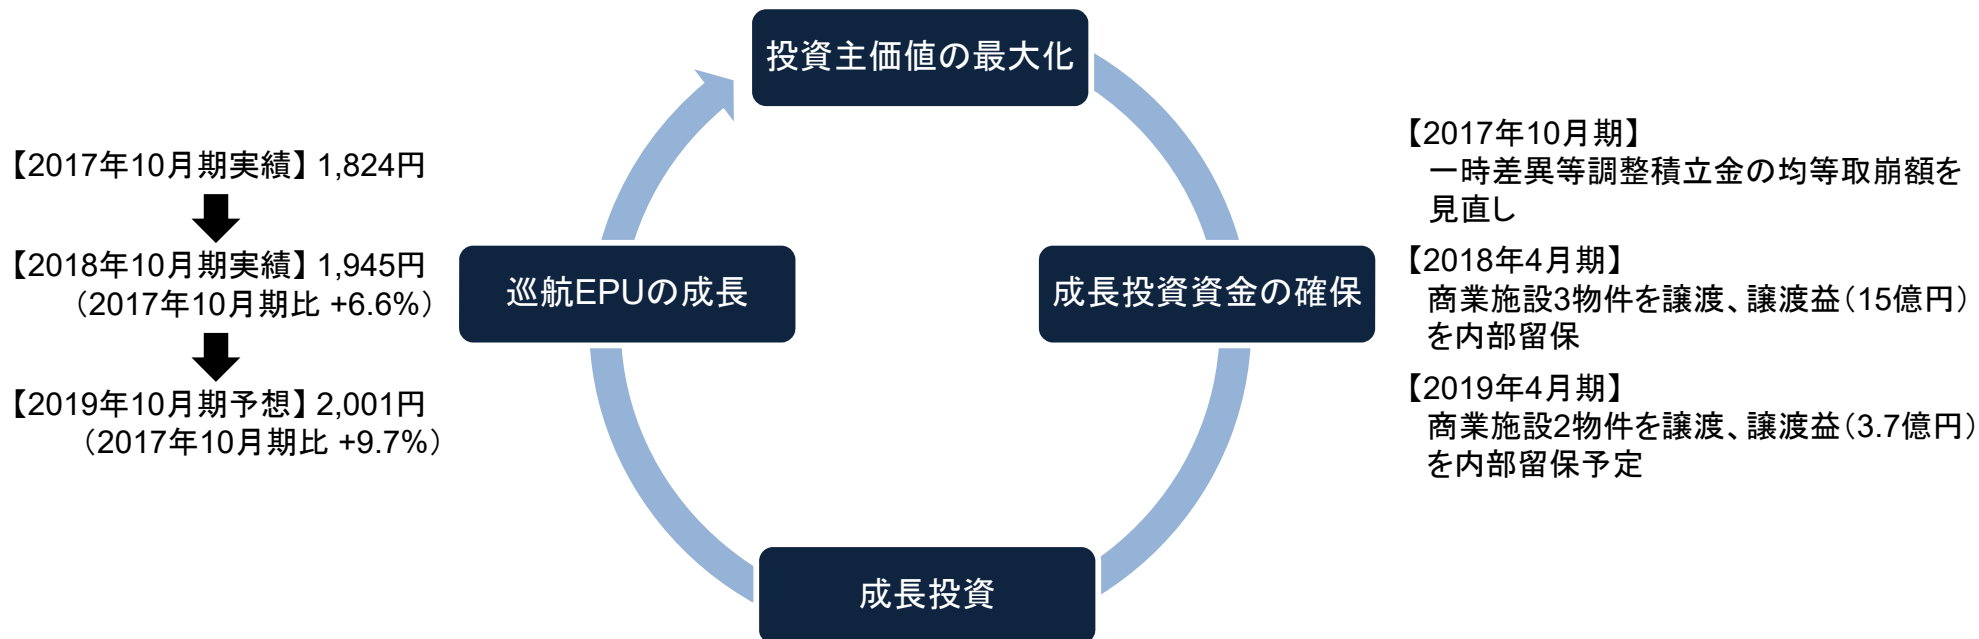 投資主価値の最大化
【2017年10月期実績】 1,824円
【2018年10月期実績】 1,945円
（2017年10月期比 +6.6%）
【2019年10月期予想】 2,001円
（2017年10月期比 +9.7%）
巡航EPUの成長
成長投資資金の確保
【2017年10月期】
一時差異等調整積立金の均等取崩額を
見直し
【2018年4月期】
商業施設3物件を譲渡、譲渡益（15億円）
を内部留保
【2019年4月期】
商業施設2物件を譲渡、譲渡益（3.7億円）
を内部留保予定
成長投資